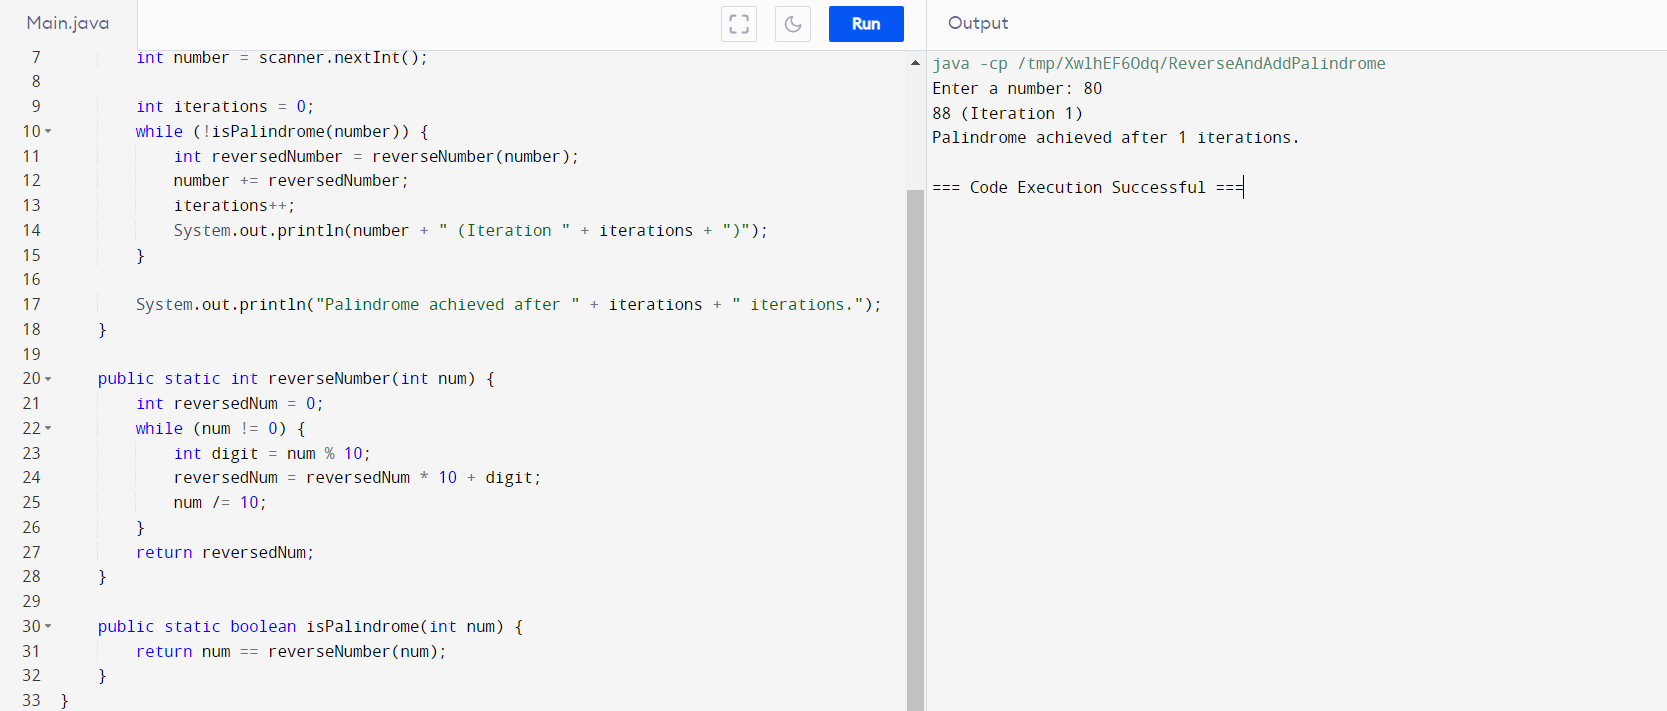 Main.java
Run
Output
7        int number = scanner.nextInt();
8
9        int iterations = 0;
10        while (!isPalindrome(number)) {
11            int reversedNumber = reverseNumber(number);
12            number += reversedNumber;
13            iterations++;
14            System.out.println(number + " (Iteration " + iterations + ")");
15        }
16
17        System.out.println("Palindrome achieved after " + iterations + " iterations.");
18    }
19
20    public static int reverseNumber(int num) {
21        int reversedNum = 0;
22        while (num != 0) {
23            int digit = num % 10;
24            reversedNum = reversedNum * 10 + digit;
25            num /= 10;
26        }
27        return reversedNum;
28    }
29
30    public static boolean isPalindrome(int num) {
31        return num == reverseNumber(num);
32    }
33 }
java -cp /tmp/XwlhEF6Odq/ReverseAndAddPalindrome
Enter a number: 80
88 (Iteration 1)
Palindrome achieved after 1 iterations.
=== Code Execution Successful ===